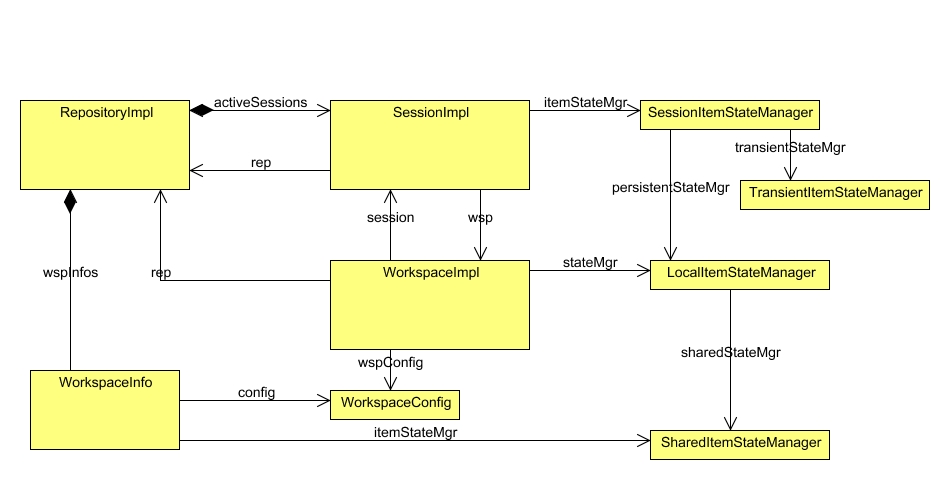 RepositoryImpl
activeSessions
SessionImpl
itemStateMgr
SessionItemStateManager
transientStateMgr
rep
persistentStateMgr
TransientItemStateManager
session
wsp
wspInfos
rep
WorkspaceImpl
stateMgr
LocalItemStateManager
sharedStateMgr
wspConfig
WorkspaceInfo
config
WorkspaceConfig
itemStateMgr
SharedItemStateManager